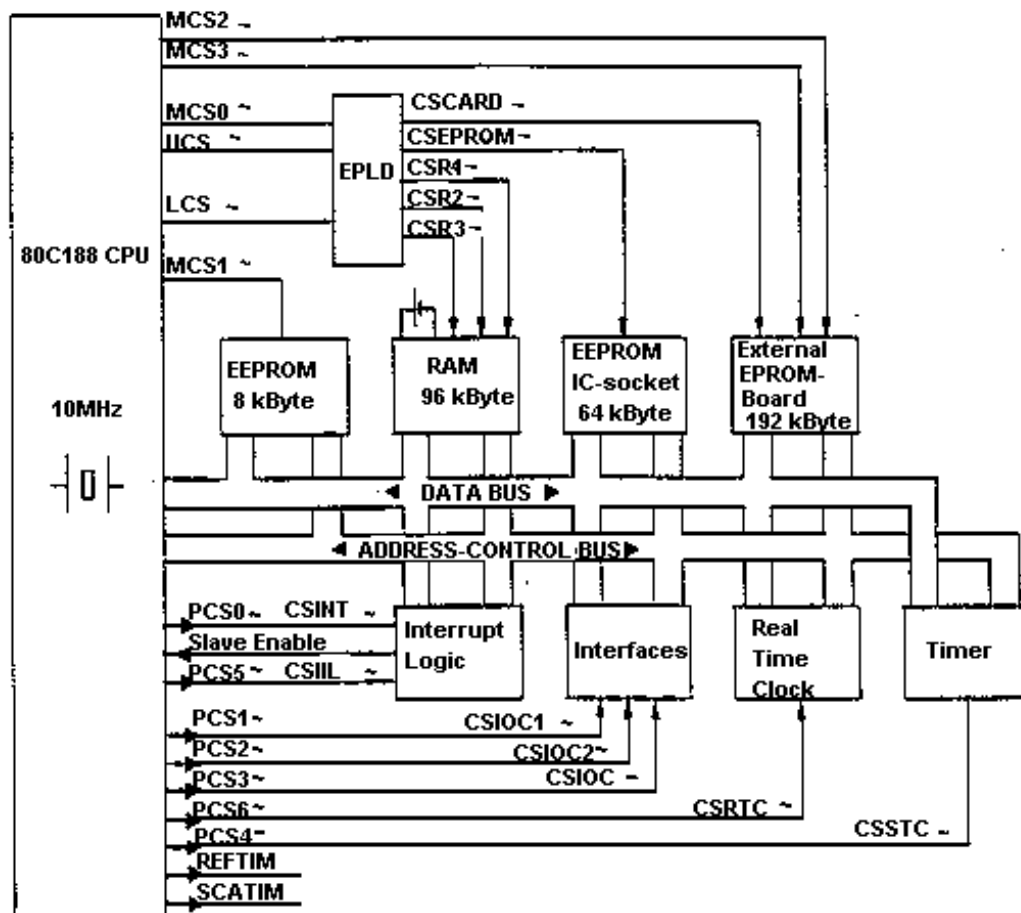 MCS2 ~
MCS3 ~
MCS0 ~
UCS ~
LCS ~
80C188 CPU
MCS1 ~
10MHz
EPLD
CSCARD ~
CSEPROM ~
CSR4 ~
CSR2 ~
CSR3 ~
EEPROM
8 kByte
RAM
96 kByte
EEPROM
IC-socket
64 kByte
External
EPROM-
Board
192 kByte
DATA BUS
ADDRESS-CONTROL BUS
PCS0 ~ CSINT ~
Slave Enable
PCS5 ~ CSIIL ~
Interrupt
Logic
Interfaces
Real
Time
Clock
Timer
PCS1 ~ CSIOC1 ~
PCS2 ~ CSIOC2 ~
PCS3 ~ CSIOC ~
PCS6 ~ CSRTC ~
PCS4 ~ CSSTC ~
REFTIM
SCATIM